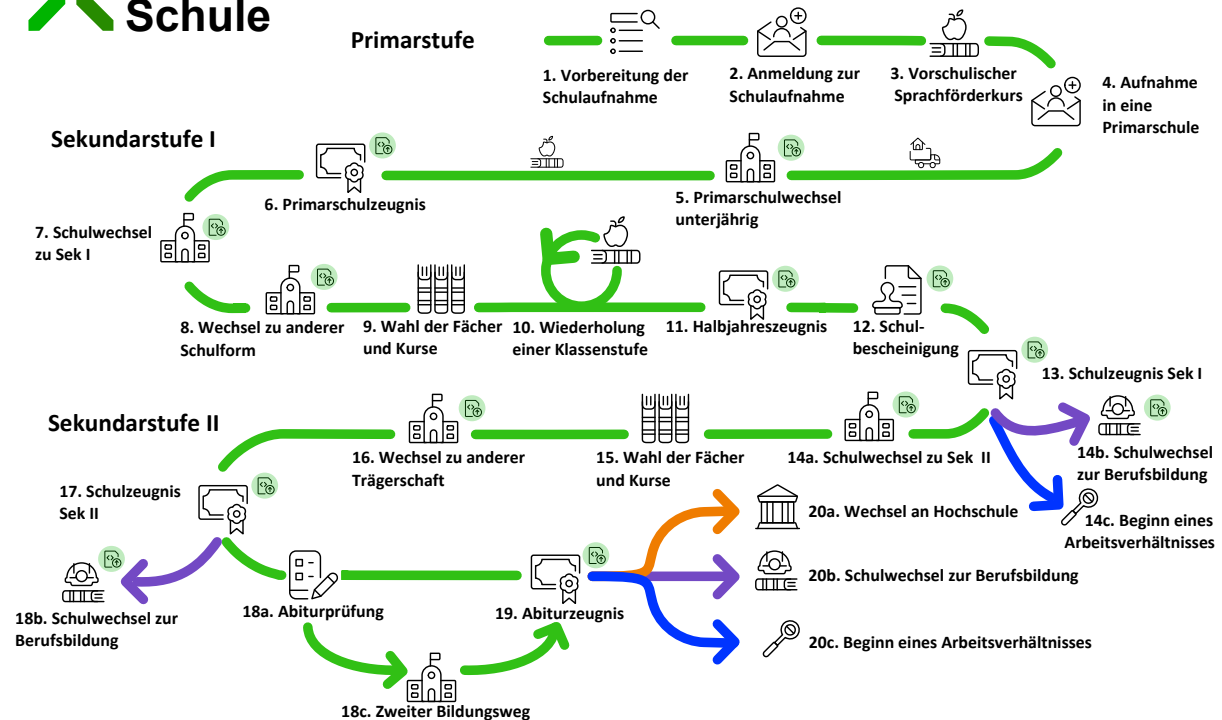 Schule
Primarstufe
1. Vorbereitung der
Schulaufnahme
2. Anmeldung zur
Schulaufnahme
3. Vorschulischer
Sprachförderkurs
4. Aufnahme
in eine
Primarschule
Sekundarstufe I
5. Primarschulwechsel
unterjährig
6. Primarschulzeugnis
7. Schulwechsel
zu Sek I
8. Wechsel zu anderer
Schulform
9. Wahl der Fächer
und Kurse
10. Wiederholung
einer Klassenstufe
11. Halbjahreszeugnis
12. Schul-
bescheinigung
13. Schulzeugnis Sek I
Sekundarstufe II
14a. Schulwechsel zu Sek II
14b. Schulwechsel
zur Berufsbildung
14c. Beginn eines
Arbeitsverhältnisses
15. Wahl der Fächer
und Kurse
16. Wechsel zu anderer
Trägerschaft
17. Schulzeugnis
Sek II
18a. Abiturprüfung
18b. Schulwechsel zur
Berufsbildung
18c. Zweiter Bildungsweg
19. Abiturzeugnis
20a. Wechsel an Hochschule
20b. Schulwechsel zur Berufsbildung
20c. Beginn eines Arbeitsverhältnisses